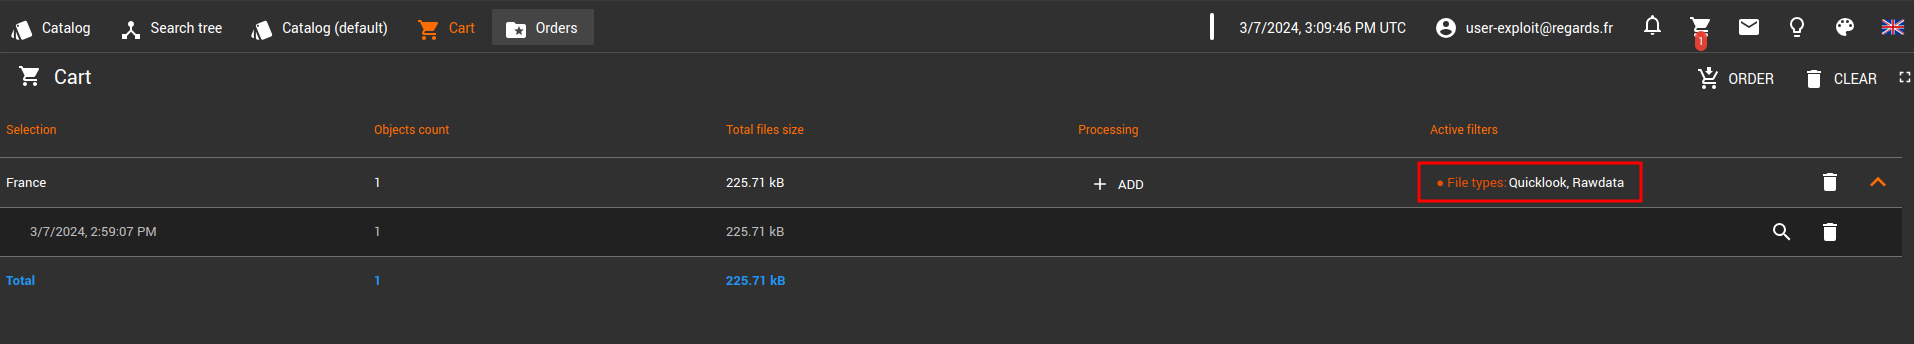 Catalog Search tree Catalog (default) Cart Orders 3/7/2024, 3:09:46 PM UTC user-exploit@regards.fr 1
Cart ORDER CLEAR
Selection Objects count Total files size Processing Active filters
France 1 225.71 kB ADD File types: Quicklook, Rawdata
3/7/2024, 2:59:07 PM 1 225.71 kB
Total 1 225.71 kB